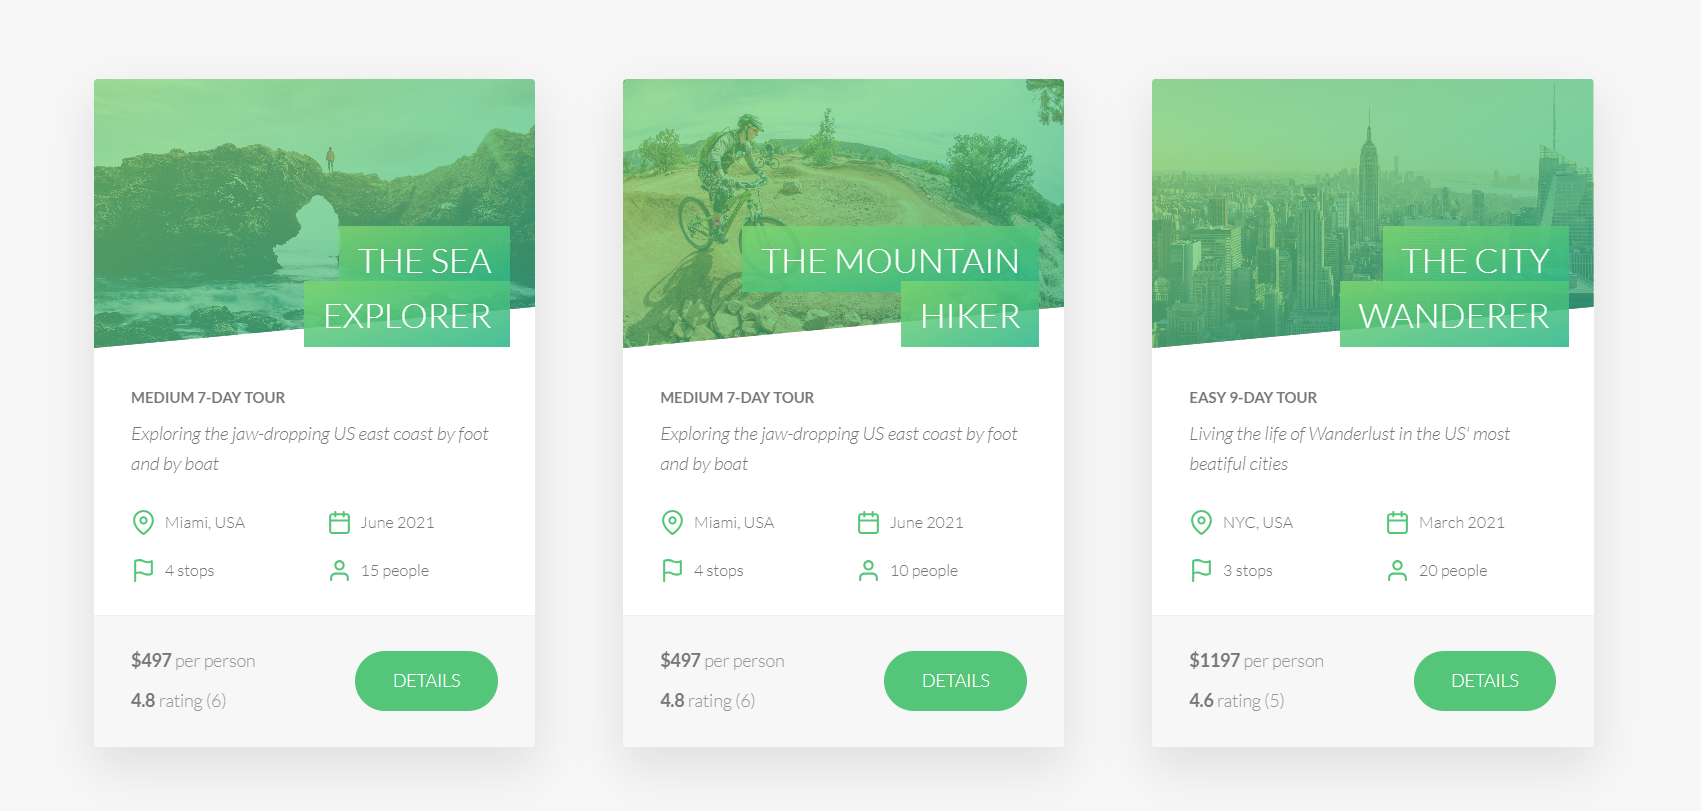 THE SEA
EXPLORER
MEDIUM 7-DAY TOUR
Exploring the jaw-dropping US east coast by foot
and by boat
Miami, USA
June 2021
4 stops
15 people
$497 per person
4.8 rating (6)
DETAILS
THE MOUNTAIN
HIKER
MEDIUM 7-DAY TOUR
Exploring the jaw-dropping US east coast by foot
and by boat
Miami, USA
June 2021
4 stops
10 people
$497 per person
4.8 rating (6)
DETAILS
THE CITY
WANDERER
EASY 9-DAY TOUR
Living the life of Wanderlust in the US' most
beatiful cities
NYC, USA
March 2021
3 stops
20 people
$1197 per person
4.6 rating (5)
DETAILS